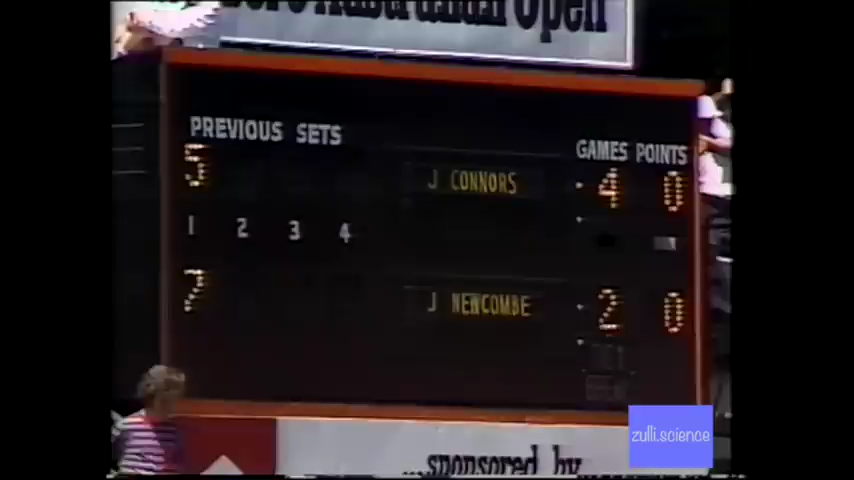 Australian Open
PREVIOUS SETS
GAMES POINTS
5 J CONNORS 4 0
1 2 3 4
7 J NEWCOMBE 2 0
...sponsored by...
zulli.science